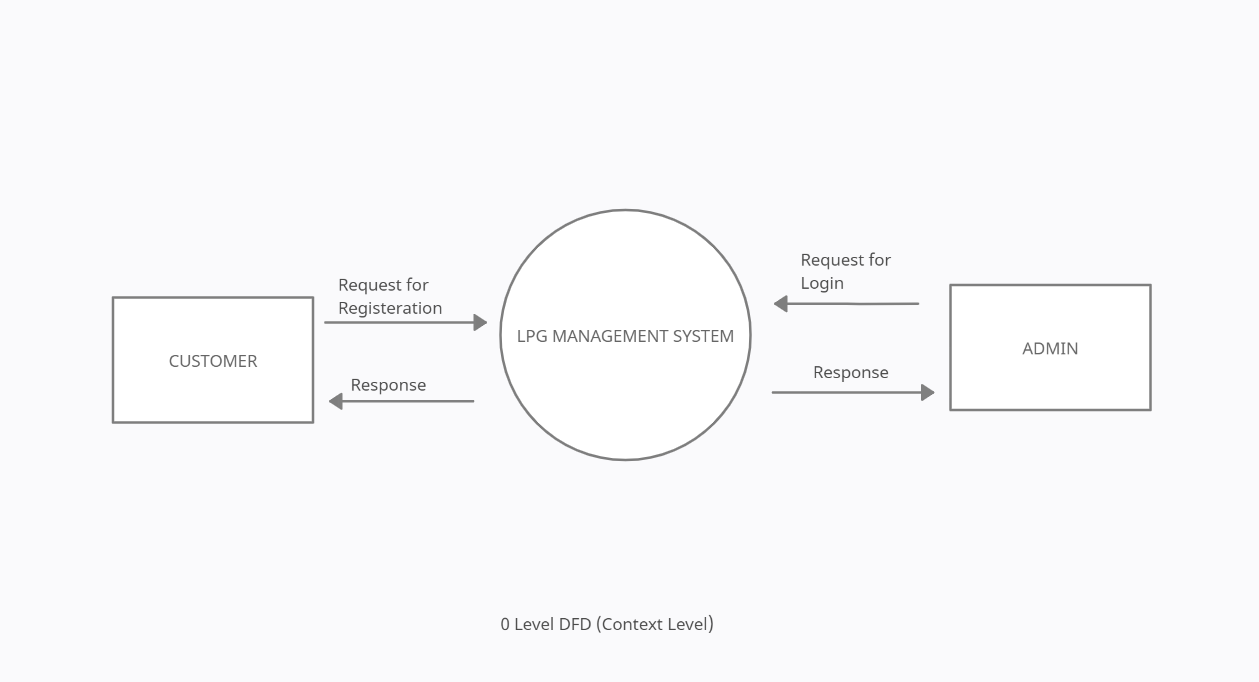 CUSTOMER
Request for
Registeration
Response
LPG MANAGEMENT SYSTEM
Request for
Login
Response
ADMIN
0 Level DFD (Context Level)